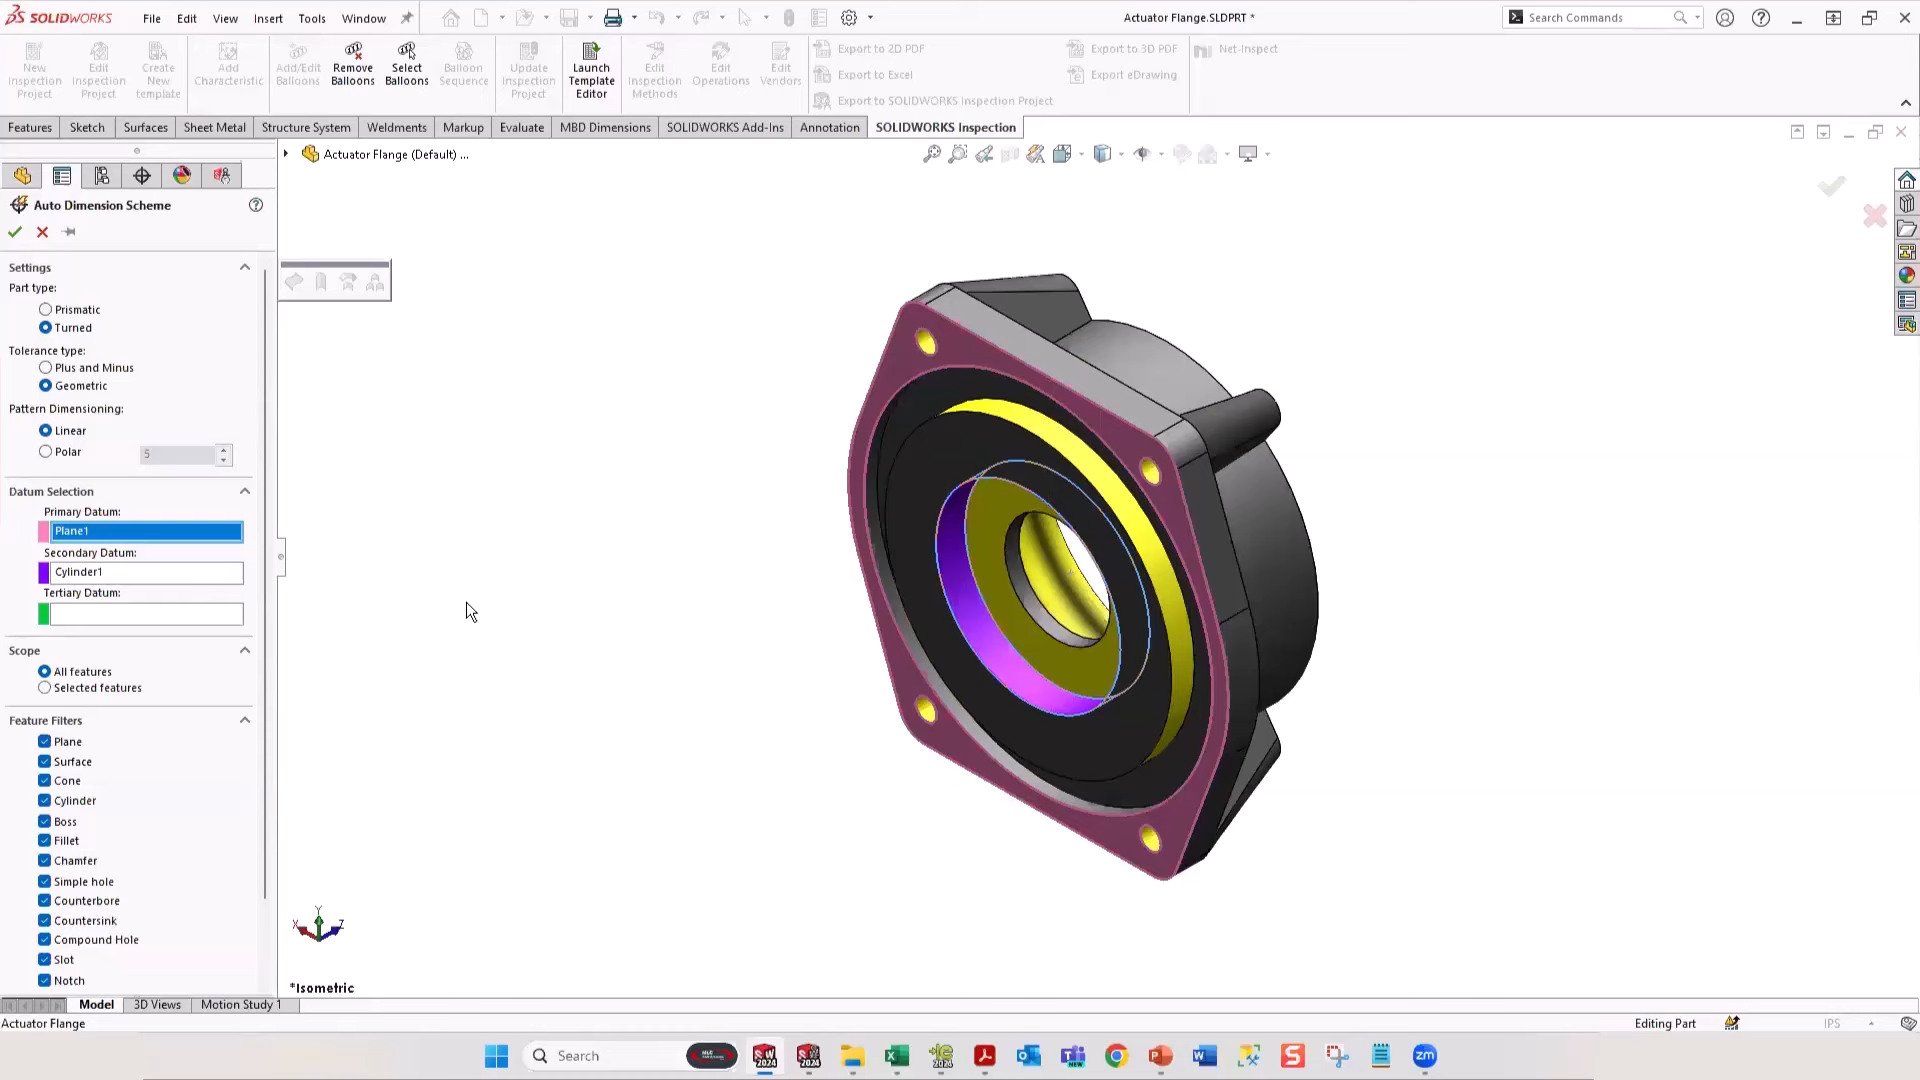 SOLIDWORKS
File
Edit
View
Insert
Tools
Window
Actuator Flange.SLDPRT *
Search Commands
New
Inspection
Project
Edit
Inspection
Project
Create
New
template
Add
Characteristic
Add/Edit
Balloons
Remove
Balloons
Select
Balloons
Balloon
Sequence
Update
Inspection
Project
Launch
Template
Editor
Edit
Inspection
Methods
Edit
Operations
Edit
Vendors
Export to 2D PDF
Export to Excel
Export to SOLIDWORKS Inspection Project
Export to 3D PDF
Export eDrawing
Net-Inspect
Features
Sketch
Surfaces
Sheet Metal
Structure System
Weldments
Markup
Evaluate
MBD Dimensions
SOLIDWORKS Add-Ins
Annotation
SOLIDWORKS Inspection
Actuator Flange (Default) ...
Auto Dimension Scheme
Settings
Part type:
Prismatic
Turned
Tolerance type:
Plus and Minus
Geometric
Pattern Dimensioning:
Linear
Polar
5
Datum Selection
Primary Datum:
Plane1
Secondary Datum:
Cylinder1
Tertiary Datum:
Scope
All features
Selected features
Feature Filters
Plane
Surface
Cone
Cylinder
Boss
Fillet
Chamfer
Simple hole
Counterbore
Countersink
Compound Hole
Slot
Notch
Y
X
Z
*Isometric
Model
3D Views
Motion Study 1
Actuator Flange
Editing Part
IPS
Search